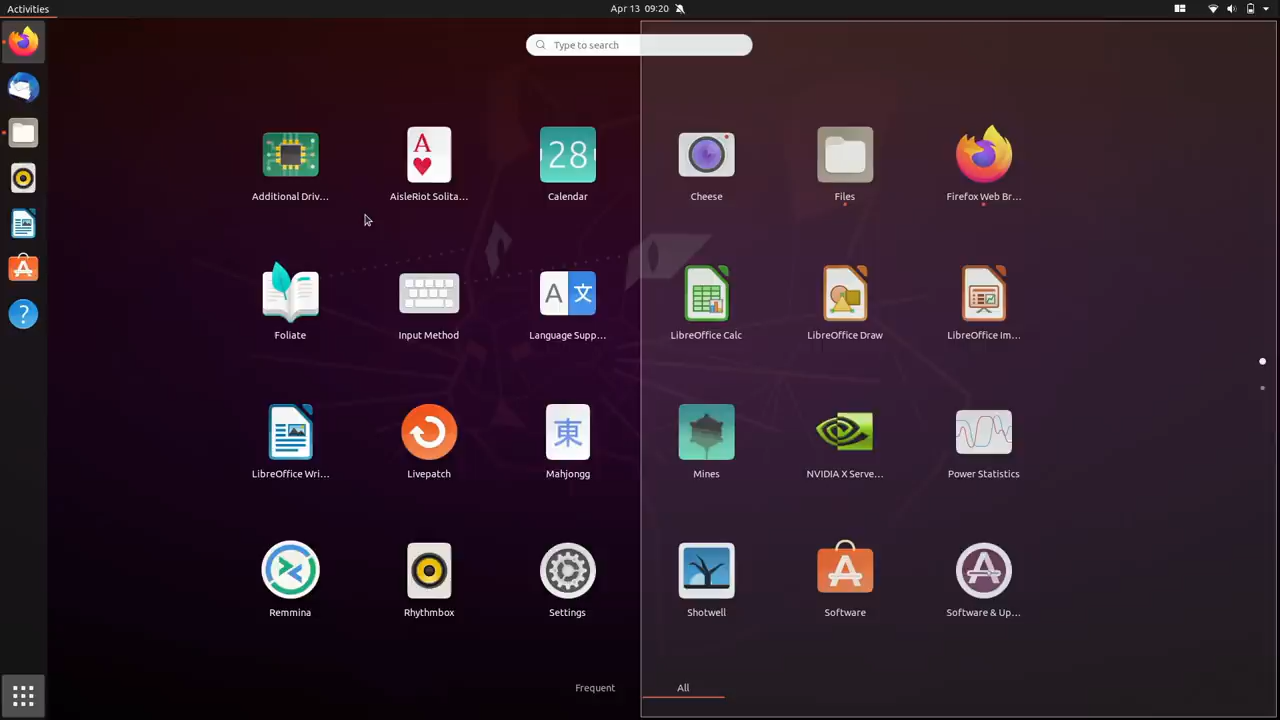 Activities
Apr 13 09:20
Type to search
Additional Driv...
AisleRiot Solita...
28
Calendar
Cheese
Files
Firefox Web Br...
Foliate
Input Method
A 文
Language Supp...
LibreOffice Calc
LibreOffice Draw
LibreOffice Im...
LibreOffice Wri...
Livepatch
東
Mahjongg
Mines
NVIDIA X Serve...
Power Statistics
Remmina
Rhythmbox
Settings
Shotwell
Software
Software & Up...
Frequent
All